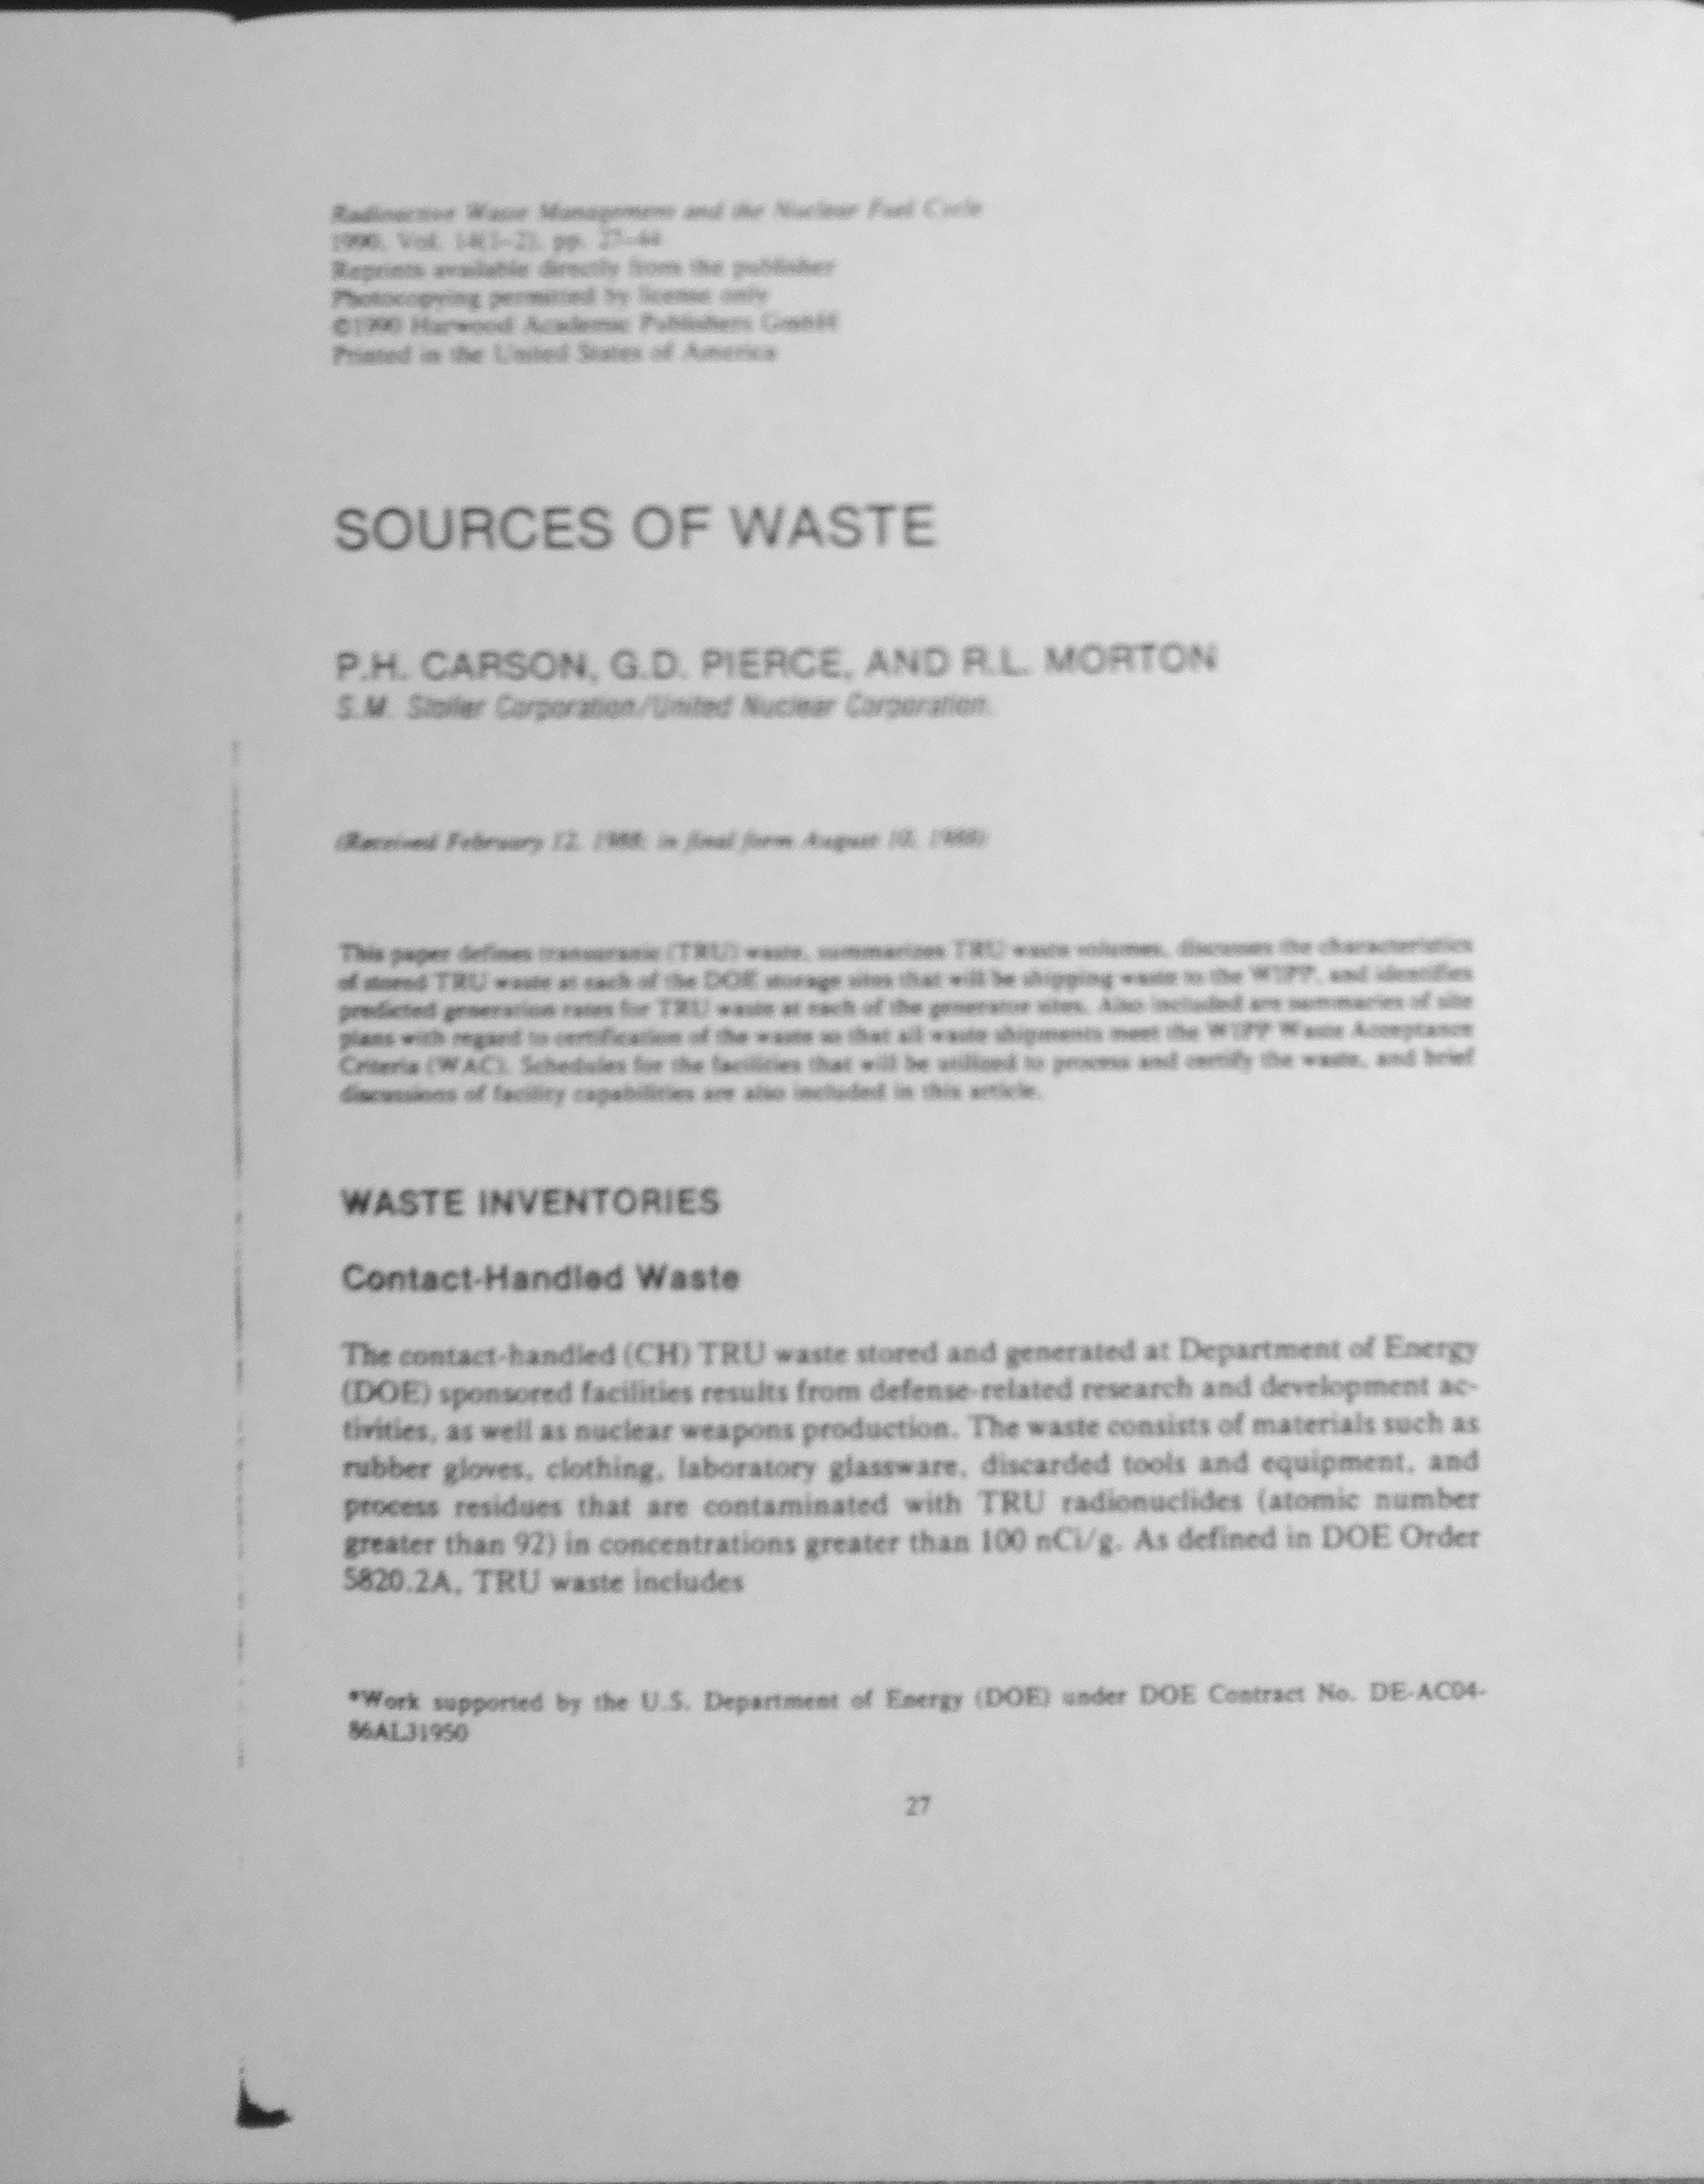 Radioactive Waste Management and the Nuclear Fuel Cycle
1990, Vol. 14(1–2), pp. 27–44
Reprints available directly from the publisher
Photocopying permitted by license only
©1990 Harwood Academic Publishers GmbH
Printed in the United States of America
SOURCES OF WASTE
P.H. CARSON, G.D. PIERCE, AND R.L. MORTON
S.M. Stoller Corporation/United Nuclear Corporation.
(Received February 12, 1988; in final form August 10, 1988)
This paper defines transuranic (TRU) waste, summarizes TRU waste volumes, discusses the characteristics
of stored TRU waste at each of the DOE storage sites that will be shipping waste to the WIPP, and identifies
predicted generation rates for TRU waste at each of the generator sites. Also included are summaries of site
plans with regard to certification of the waste so that all waste shipments meet the WIPP Waste Acceptance
Criteria (WAC). Schedules for the facilities that will be utilized to process and certify the waste, and brief
discussions of facility capabilities are also included in this article.
WASTE INVENTORIES
Contact-Handled Waste
The contact-handled (CH) TRU waste stored and generated at Department of Energy
(DOE) sponsored facilities results from defense-related research and development ac-
tivities, as well as nuclear weapons production. The waste consists of materials such as
rubber gloves, clothing, laboratory glassware, discarded tools and equipment, and
process residues that are contaminated with TRU radionuclides (atomic number
greater than 92) in concentrations greater than 100 nCi/g. As defined in DOE Order
5820.2A, TRU waste includes
*Work supported by the U.S. Department of Energy (DOE) under DOE Contract No. DE-AC04-
86AL31950
27